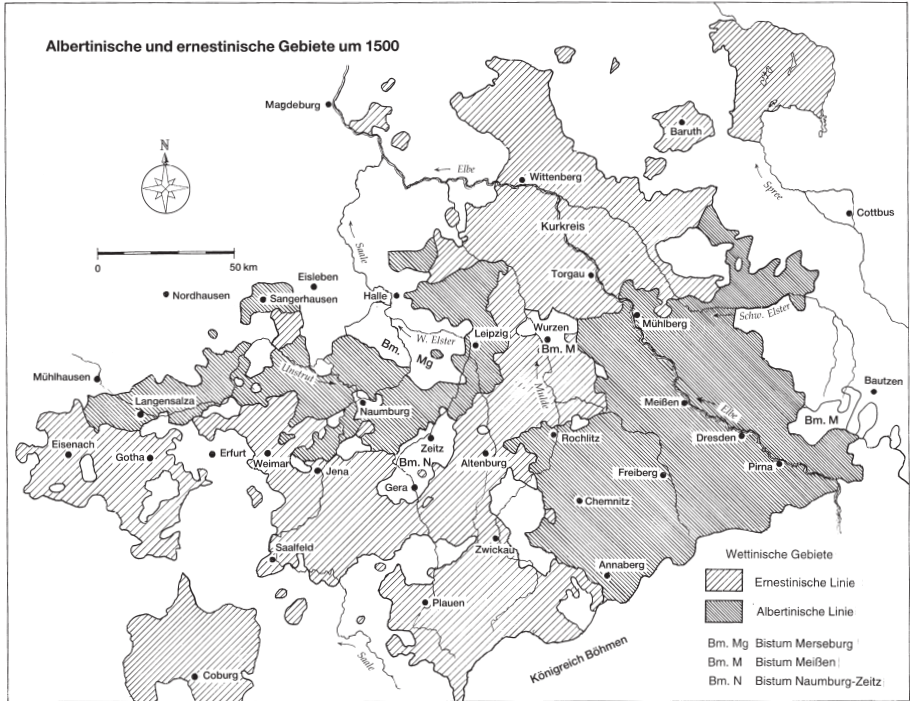 Albertinische und ernestinische Gebiete um 1500
Magdeburg
Baruth
N
Elbe
Wittenberg
Spree
Cottbus
Kurkreis
Saale
0
50 km
Eisleben
Torgau
Nordhausen
Sangerhausen
Halle
Schw. Elster
Mühlberg
Leipzig
Wurzen
W. Elster
Bm. M
Bm.
Mg
Mühlhausen
Unstrut
Bautzen
Mulde
Langensalza
Naumburg
Meißen
Elbe
Bm. M
Eisenach
Gotha
Erfurt
Weimar
Zeitz
Rochlitz
Dresden
Jena
Bm. N
Altenburg
Pirna
Gera
Freiberg
Chemnitz
Saalfeld
Zwickau
Annaberg
Plauen
Saale
Königreich Böhmen
Coburg
Wettinische Gebiete
Ernestinische Linie
Albertinische Linie
Bm. Mg Bistum Merseburg
Bm. M Bistum Meißen
Bm. N Bistum Naumburg-Zeitz